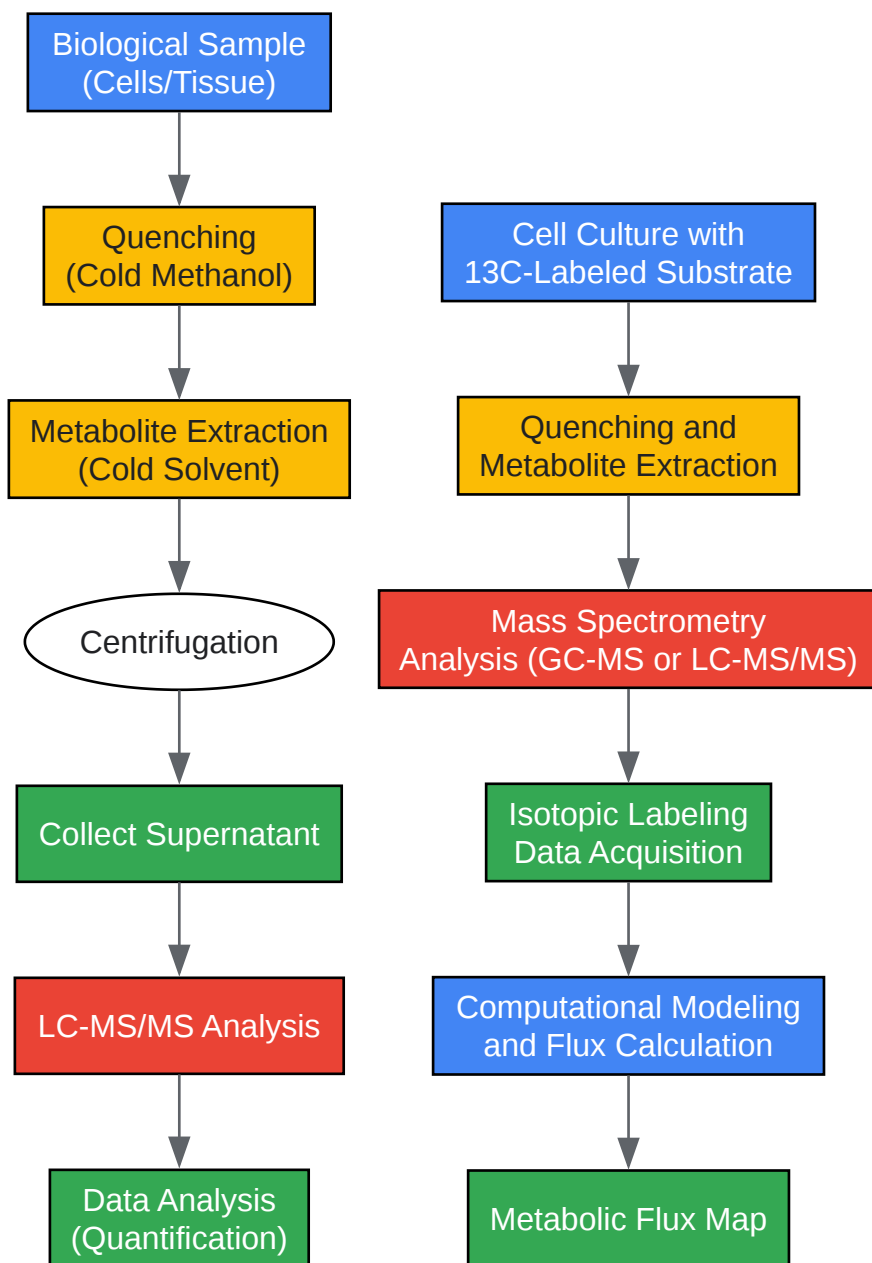 Biological Sample
(Cells/Tissue)
Quenching
(Cold Methanol)
Metabolite Extraction
(Cold Solvent)
Centrifugation
Collect Supernatant
LC-MS/MS Analysis
Data Analysis
(Quantification)
Cell Culture with
13C-Labeled Substrate
Quenching and
Metabolite Extraction
Mass Spectrometry
Analysis (GC-MS or LC-MS/MS)
Isotopic Labeling
Data Acquisition
Computational Modeling
and Flux Calculation
Metabolic Flux Map